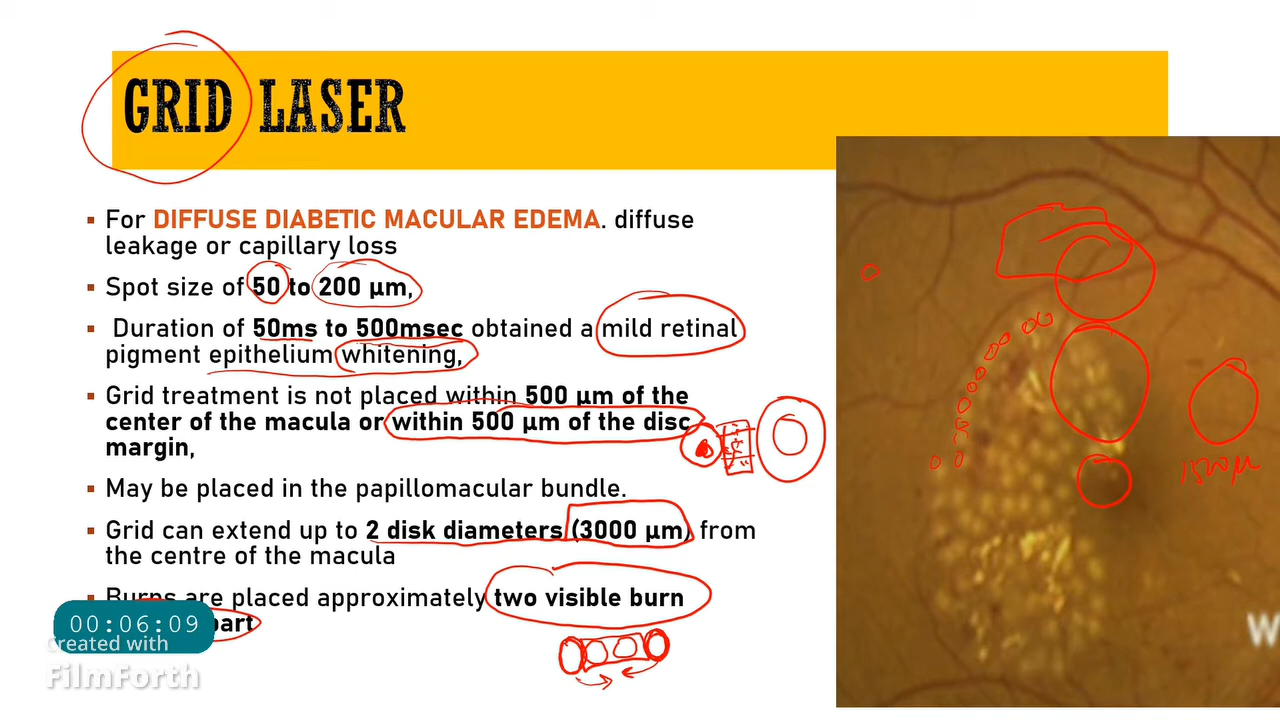 GRID LASER
For DIFFUSE DIABETIC MACULAR EDEMA. diffuse
leakage or capillary loss
Spot size of 50 to 200 µm,
Duration of 50ms to 500msec obtained a mild retinal
pigment epithelium whitening,
Grid treatment is not placed within 500 µm of the
center of the macula or within 500 µm of the disc
margin,
May be placed in the papillomacular bundle.
Grid can extend up to 2 disk diameters (3000 µm) from
the centre of the macula
Burns are placed approximately two visible burn
00:06:09
Created with
FilmForth
1500µ
W